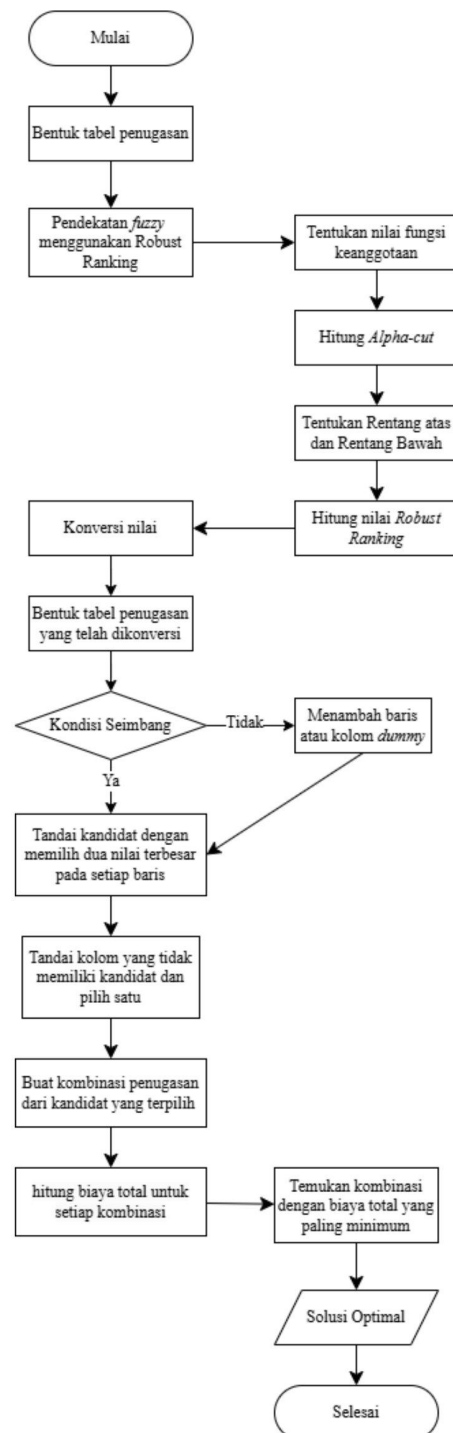 Mulai
Bentuk tabel penugasan
Pendekatan fuzzy
menggunakan Robust
Ranking
Tentukan nilai fungsi
keanggotaan
Hitung Alpha-cut
Tentukan Rentang atas
dan Rentang Bawah
Hitung nilai Robust
Ranking
Konversi nilai
Bentuk tabel penugasan
yang telah dikonversi
Kondisi Seimbang
Tidak
Menambah baris
atau kolom dummy
Ya
Tandai kandidat dengan
memilih dua nilai terbesar
pada setiap baris
Tandai kolom yang tidak
memiliki kandidat dan
pilih satu
Buat kombinasi penugasan
dari kandidat yang terpilih
hitung biaya total untuk
setiap kombinasi
Temukan kombinasi
dengan biaya total yang
paling minimum
Solusi Optimal
Selesai